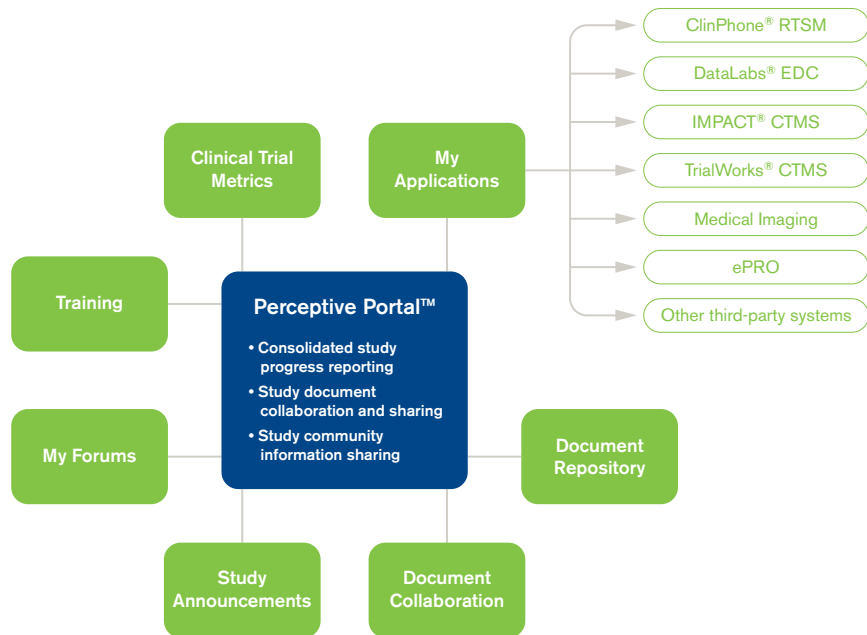 ClinPhone® RTSM
DataLabs® EDC
IMPACT® CTMS
TrialWorks® CTMS
Medical Imaging
ePRO
Other third-party systems
Clinical Trial
Metrics
My
Applications
Training
Perceptive Portal™
• Consolidated study
progress reporting
• Study document
collaboration and sharing
• Study community
information sharing
My Forums
Document
Repository
Study
Announcements
Document
Collaboration